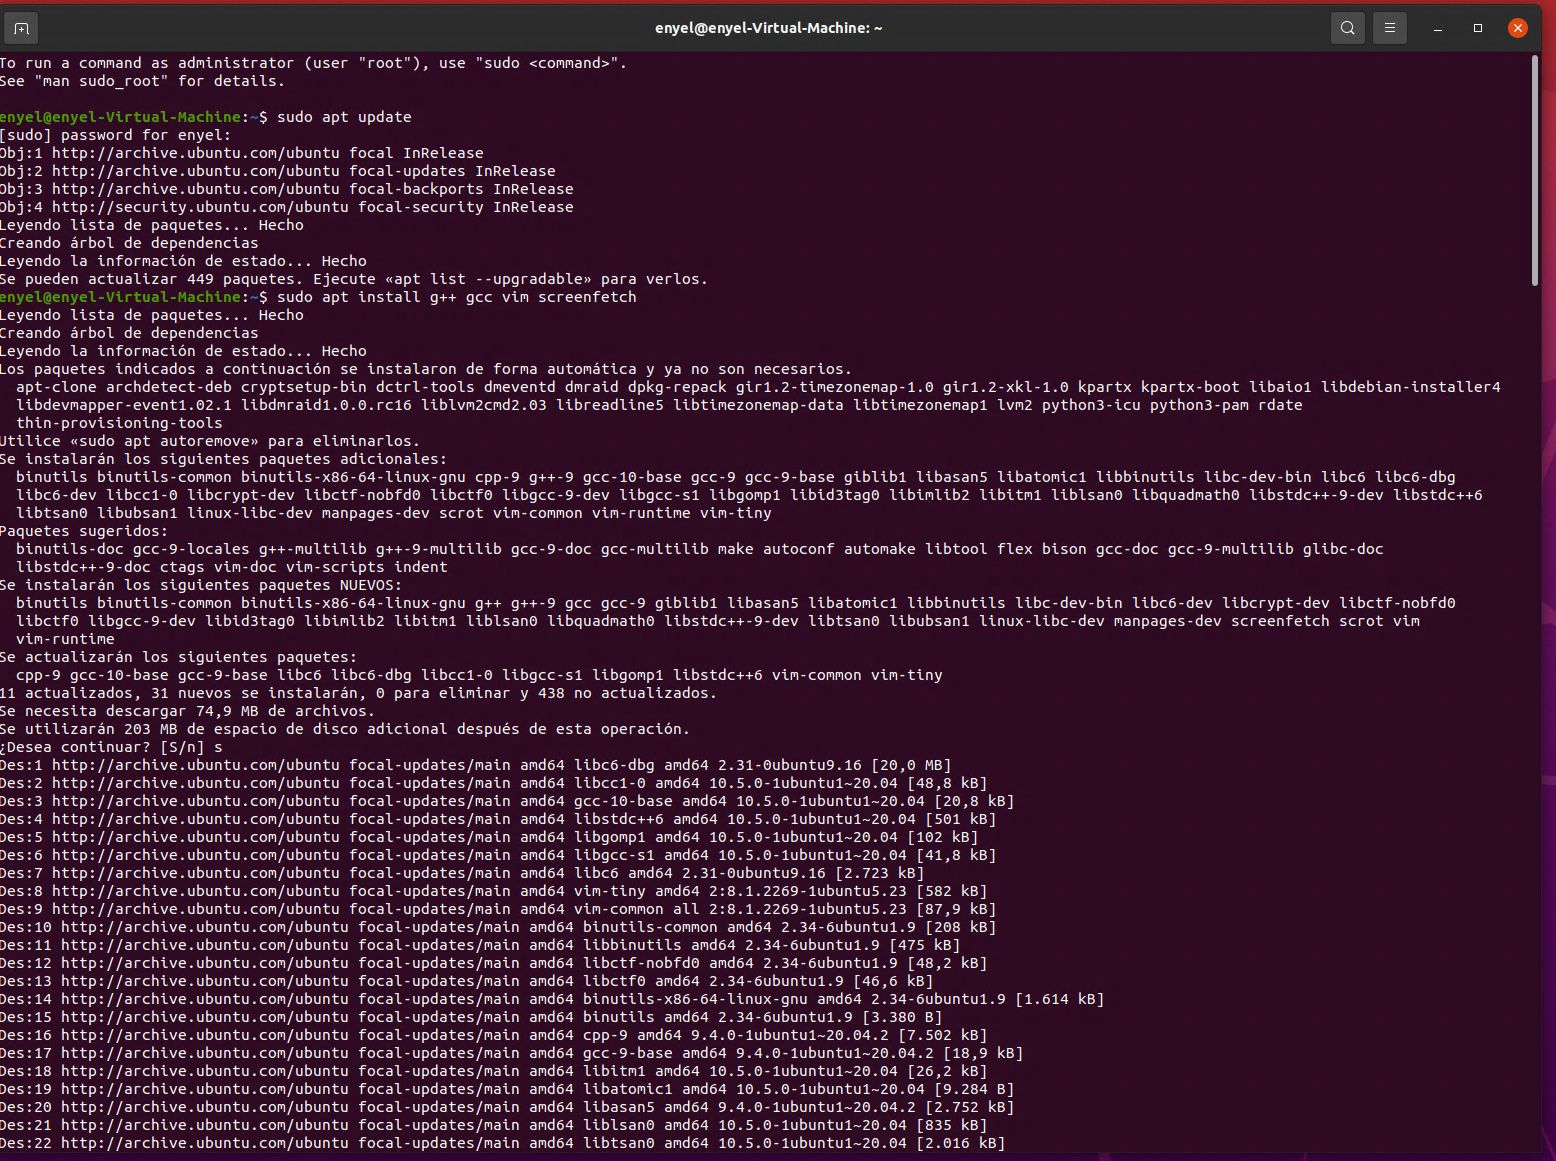 enyel@enyel-Virtual-Machine: ~
To run a command as administrator (user "root"), use "sudo <command>".
See "man sudo_root" for details.
enyel@enyel-Virtual-Machine:~$ sudo apt update
[sudo] password for enyel:
Obj:1 http://archive.ubuntu.com/ubuntu focal InRelease
Obj:2 http://archive.ubuntu.com/ubuntu focal-updates InRelease
Obj:3 http://archive.ubuntu.com/ubuntu focal-backports InRelease
Obj:4 http://security.ubuntu.com/ubuntu focal-security InRelease
Leyendo lista de paquetes... Hecho
Creando árbol de dependencias
Leyendo la información de estado... Hecho
Se pueden actualizar 449 paquetes. Ejecute «apt list --upgradable» para verlos.
enyel@enyel-Virtual-Machine:~$ sudo apt install g++ gcc vim screenfetch
Leyendo lista de paquetes... Hecho
Creando árbol de dependencias
Leyendo la información de estado... Hecho
Los paquetes indicados a continuación se instalaron de forma automática y ya no son necesarios.
apt-clone archdetect-deb cryptsetup-bin dctrl-tools dmeventd dmraid dpkg-repack gir1.2-timezonemap-1.0 gir1.2-xkl-1.0 kpartx kpartx-boot libaio1 libdebian-installer4
libdevmapper-event1.02.1 libdmraid1.0.0.rc16 liblvm2cmd2.03 libreadline5 libtimezonemap-data libtimezonemap1 lvm2 python3-icu python3-pam rdate
thin-provisioning-tools
Utilice «sudo apt autoremove» para eliminarlos.
Se instalarán los siguientes paquetes adicionales:
binutils binutils-common binutils-x86-64-linux-gnu cpp-9 g++-9 gcc-10-base gcc-9 gcc-9-base giblib1 libasan5 libatomic1 libbinutils libc-dev-bin libc6 libc6-dbg
libc6-dev libcc1-0 libcrypt-dev libctf-nobfd0 libctf0 libgcc-9-dev libgcc-s1 libgomp1 libid3tag0 libimlib2 libitm1 liblsan0 libquadmath0 libstdc++-9-dev libstdc++6
libtsan0 libubsan1 linux-libc-dev manpages-dev scrot vim-common vim-runtime vim-tiny
Paquetes sugeridos:
binutils-doc gcc-9-locales g++-multilib g++-9-multilib gcc-9-doc gcc-multilib make autoconf automake libtool flex bison gcc-doc gcc-9-multilib glibc-doc
libstdc++-9-doc ctags vim-doc vim-scripts indent
Se instalarán los siguientes paquetes NUEVOS:
binutils binutils-common binutils-x86-64-linux-gnu g++ g++-9 gcc gcc-9 giblib1 libasan5 libatomic1 libbinutils libc-dev-bin libc6-dev libcrypt-dev libctf-nobfd0
libctf0 libgcc-9-dev libid3tag0 libimlib2 libitm1 liblsan0 libquadmath0 libstdc++-9-dev libtsan0 libubsan1 linux-libc-dev manpages-dev screenfetch scrot vim
vim-runtime
Se actualizarán los siguientes paquetes:
cpp-9 gcc-10-base gcc-9-base libc6 libc6-dbg libcc1-0 libgcc-s1 libgomp1 libstdc++6 vim-common vim-tiny
11 actualizados, 31 nuevos se instalarán, 0 para eliminar y 438 no actualizados.
Se necesita descargar 74,9 MB de archivos.
Se utilizarán 203 MB de espacio de disco adicional después de esta operación.
¿Desea continuar? [S/n] s
Des:1 http://archive.ubuntu.com/ubuntu focal-updates/main amd64 libc6-dbg amd64 2.31-0ubuntu9.16 [20,0 MB]
Des:2 http://archive.ubuntu.com/ubuntu focal-updates/main amd64 libcc1-0 amd64 10.5.0-1ubuntu1~20.04 [48,8 kB]
Des:3 http://archive.ubuntu.com/ubuntu focal-updates/main amd64 gcc-10-base amd64 10.5.0-1ubuntu1~20.04 [20,8 kB]
Des:4 http://archive.ubuntu.com/ubuntu focal-updates/main amd64 libstdc++6 amd64 10.5.0-1ubuntu1~20.04 [501 kB]
Des:5 http://archive.ubuntu.com/ubuntu focal-updates/main amd64 libgomp1 amd64 10.5.0-1ubuntu1~20.04 [102 kB]
Des:6 http://archive.ubuntu.com/ubuntu focal-updates/main amd64 libgcc-s1 amd64 10.5.0-1ubuntu1~20.04 [41,8 kB]
Des:7 http://archive.ubuntu.com/ubuntu focal-updates/main amd64 libc6 amd64 2.31-0ubuntu9.16 [2.723 kB]
Des:8 http://archive.ubuntu.com/ubuntu focal-updates/main amd64 vim-tiny amd64 2:8.1.2269-1ubuntu5.23 [582 kB]
Des:9 http://archive.ubuntu.com/ubuntu focal-updates/main amd64 vim-common all 2:8.1.2269-1ubuntu5.23 [87,9 kB]
Des:10 http://archive.ubuntu.com/ubuntu focal-updates/main amd64 binutils-common amd64 2.34-6ubuntu1.9 [208 kB]
Des:11 http://archive.ubuntu.com/ubuntu focal-updates/main amd64 libbinutils amd64 2.34-6ubuntu1.9 [475 kB]
Des:12 http://archive.ubuntu.com/ubuntu focal-updates/main amd64 libctf-nobfd0 amd64 2.34-6ubuntu1.9 [48,2 kB]
Des:13 http://archive.ubuntu.com/ubuntu focal-updates/main amd64 libctf0 amd64 2.34-6ubuntu1.9 [46,6 kB]
Des:14 http://archive.ubuntu.com/ubuntu focal-updates/main amd64 binutils-x86-64-linux-gnu amd64 2.34-6ubuntu1.9 [1.614 kB]
Des:15 http://archive.ubuntu.com/ubuntu focal-updates/main amd64 binutils amd64 2.34-6ubuntu1.9 [3.380 B]
Des:16 http://archive.ubuntu.com/ubuntu focal-updates/main amd64 cpp-9 amd64 9.4.0-1ubuntu1~20.04.2 [7.502 kB]
Des:17 http://archive.ubuntu.com/ubuntu focal-updates/main amd64 gcc-9-base amd64 9.4.0-1ubuntu1~20.04.2 [18,9 kB]
Des:18 http://archive.ubuntu.com/ubuntu focal-updates/main amd64 libitm1 amd64 10.5.0-1ubuntu1~20.04 [26,2 kB]
Des:19 http://archive.ubuntu.com/ubuntu focal-updates/main amd64 libatomic1 amd64 10.5.0-1ubuntu1~20.04 [9.284 B]
Des:20 http://archive.ubuntu.com/ubuntu focal-updates/main amd64 libasan5 amd64 9.4.0-1ubuntu1~20.04.2 [2.752 kB]
Des:21 http://archive.ubuntu.com/ubuntu focal-updates/main amd64 liblsan0 amd64 10.5.0-1ubuntu1~20.04 [835 kB]
Des:22 http://archive.ubuntu.com/ubuntu focal-updates/main amd64 libtsan0 amd64 10.5.0-1ubuntu1~20.04 [2.016 kB]